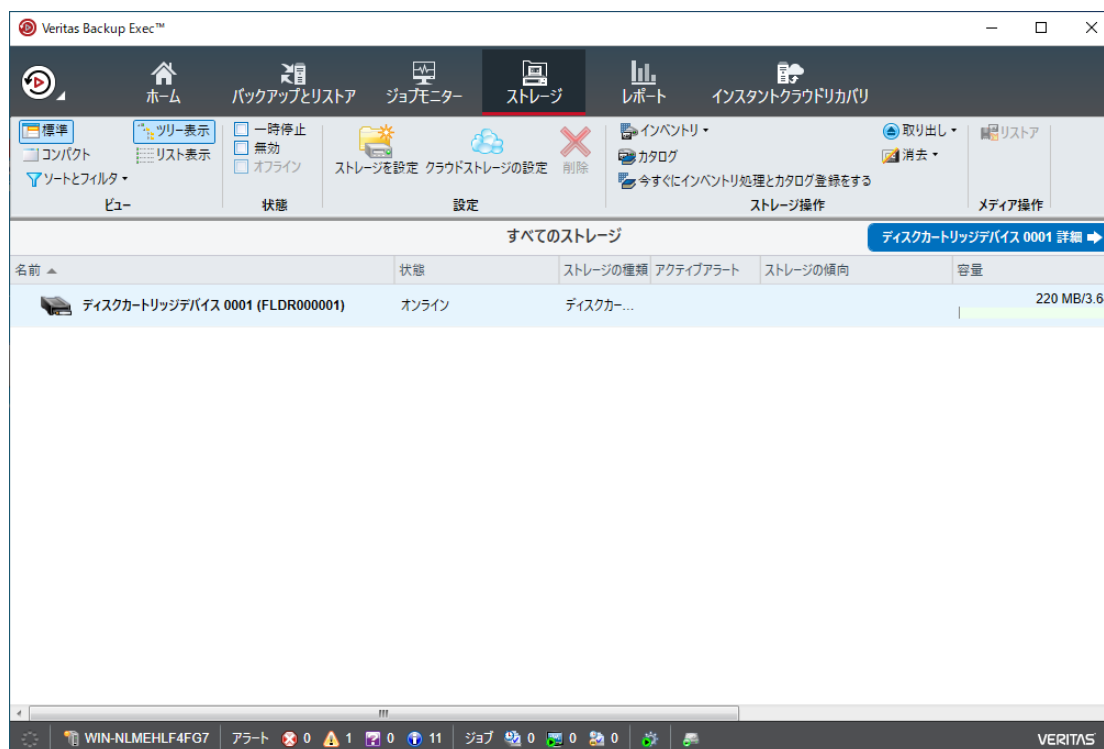 Veritas Backup Exec™
ホーム
バックアップとリストア
ジョブモニター
ストレージ
レポート
インスタントクラウドリカバリ
標準
ツリー表示
コンパクト
リスト表示
ソートとフィルタ
ビュー
一時停止
無効
オフライン
状態
ストレージを設定
クラウドストレージの設定
削除
設定
インベントリ
カタログ
今すぐにインベントリ処理とカタログ登録をする
取り出し
消去
ストレージ操作
リストア
メディア操作
すべてのストレージ
ディスクカートリッジデバイス 0001 詳細
名前 状態 ストレージの種類 アクティブアラート ストレージの傾向 容量
ディスクカートリッジデバイス 0001 (FLDR000001) オンライン ディスクカー... 220 MB/3.6
WIN-NLMEHLF4FG7 アラート 0 1 0 11 ジョブ 0 0 0 VERITAS